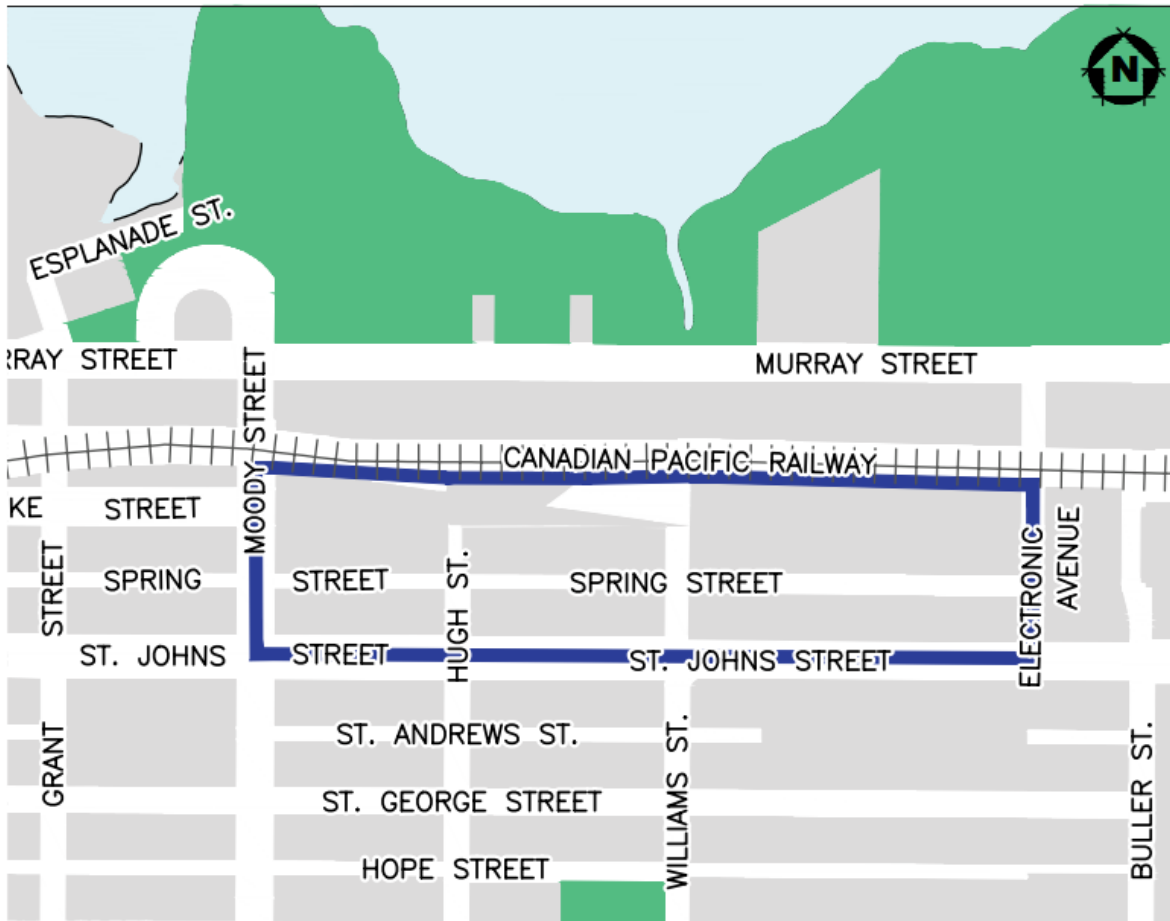 N
ESPLANADE ST.
RRAY STREET
MURRAY STREET
MOODY STREET
CANADIAN PACIFIC RAILWAY
KE STREET
STREET
SPRING STREET
SPRING STREET
HUGH ST.
ELECTRONIC
AVENUE
ST. JOHNS STREET
ST. JOHNS STREET
GRANT
ST. ANDREWS ST.
WILLIAMS ST.
BULLER ST.
ST. GEORGE STREET
HOPE STREET